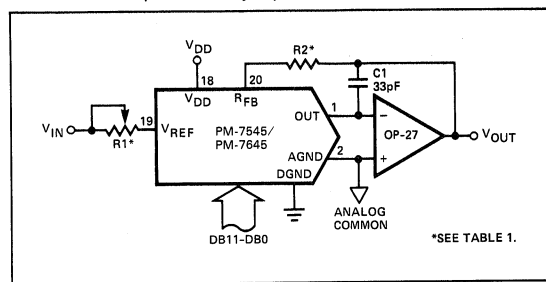 VDD
18
VDD
20
RFB
R2*
C1
33pF
VIN
R1*
19
VREF
PM-7545/
PM-7645
OUT
1
−
OP-27
VOUT
AGND
2
+
DGND
ANALOG
COMMON
DB11-DB0
*SEE TABLE 1.